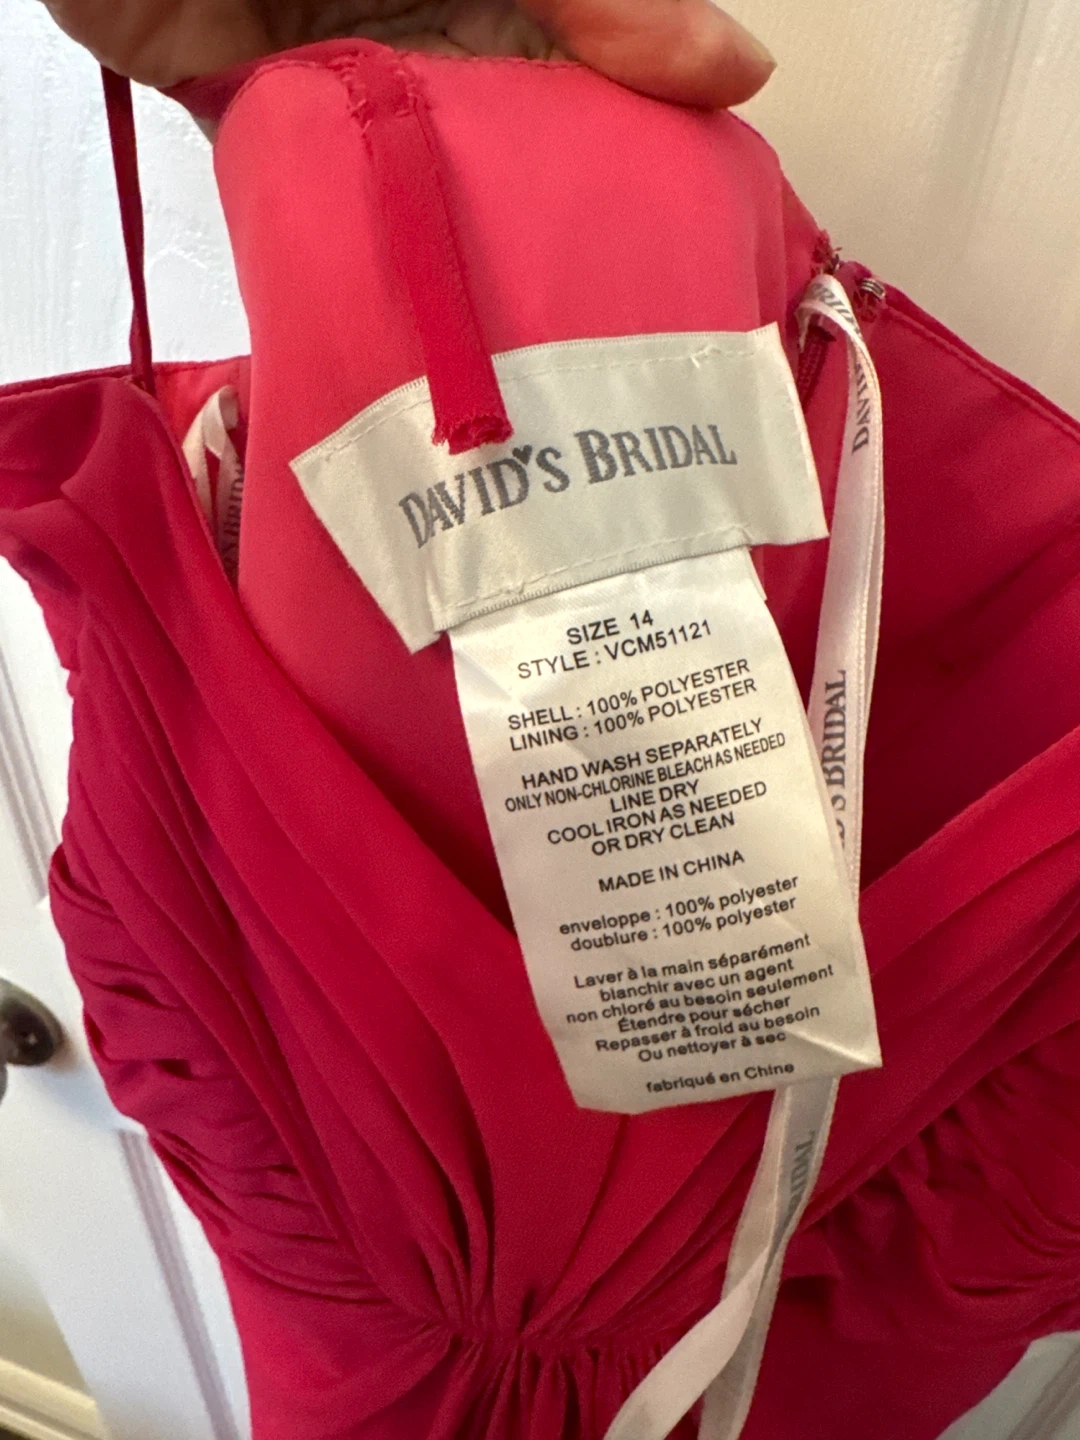 DAVID'S BRIDAL
SIZE 14
STYLE : VCM51121
SHELL : 100% POLYESTER
LINING : 100% POLYESTER
HAND WASH SEPARATELY
ONLY NON-CHLORINE BLEACH AS NEEDED
LINE DRY
COOL IRON AS NEEDED
OR DRY CLEAN
MADE IN CHINA
enveloppe : 100% polyester
doublure : 100% polyester
Laver à la main séparément
blanchir avec un agent
non chloré au besoin seulement
Étendre pour sécher
Repasser à froid au besoin
Ou nettoyer à sec
fabriqué en Chine
DAVID
S BRIDAL
BRIDAL